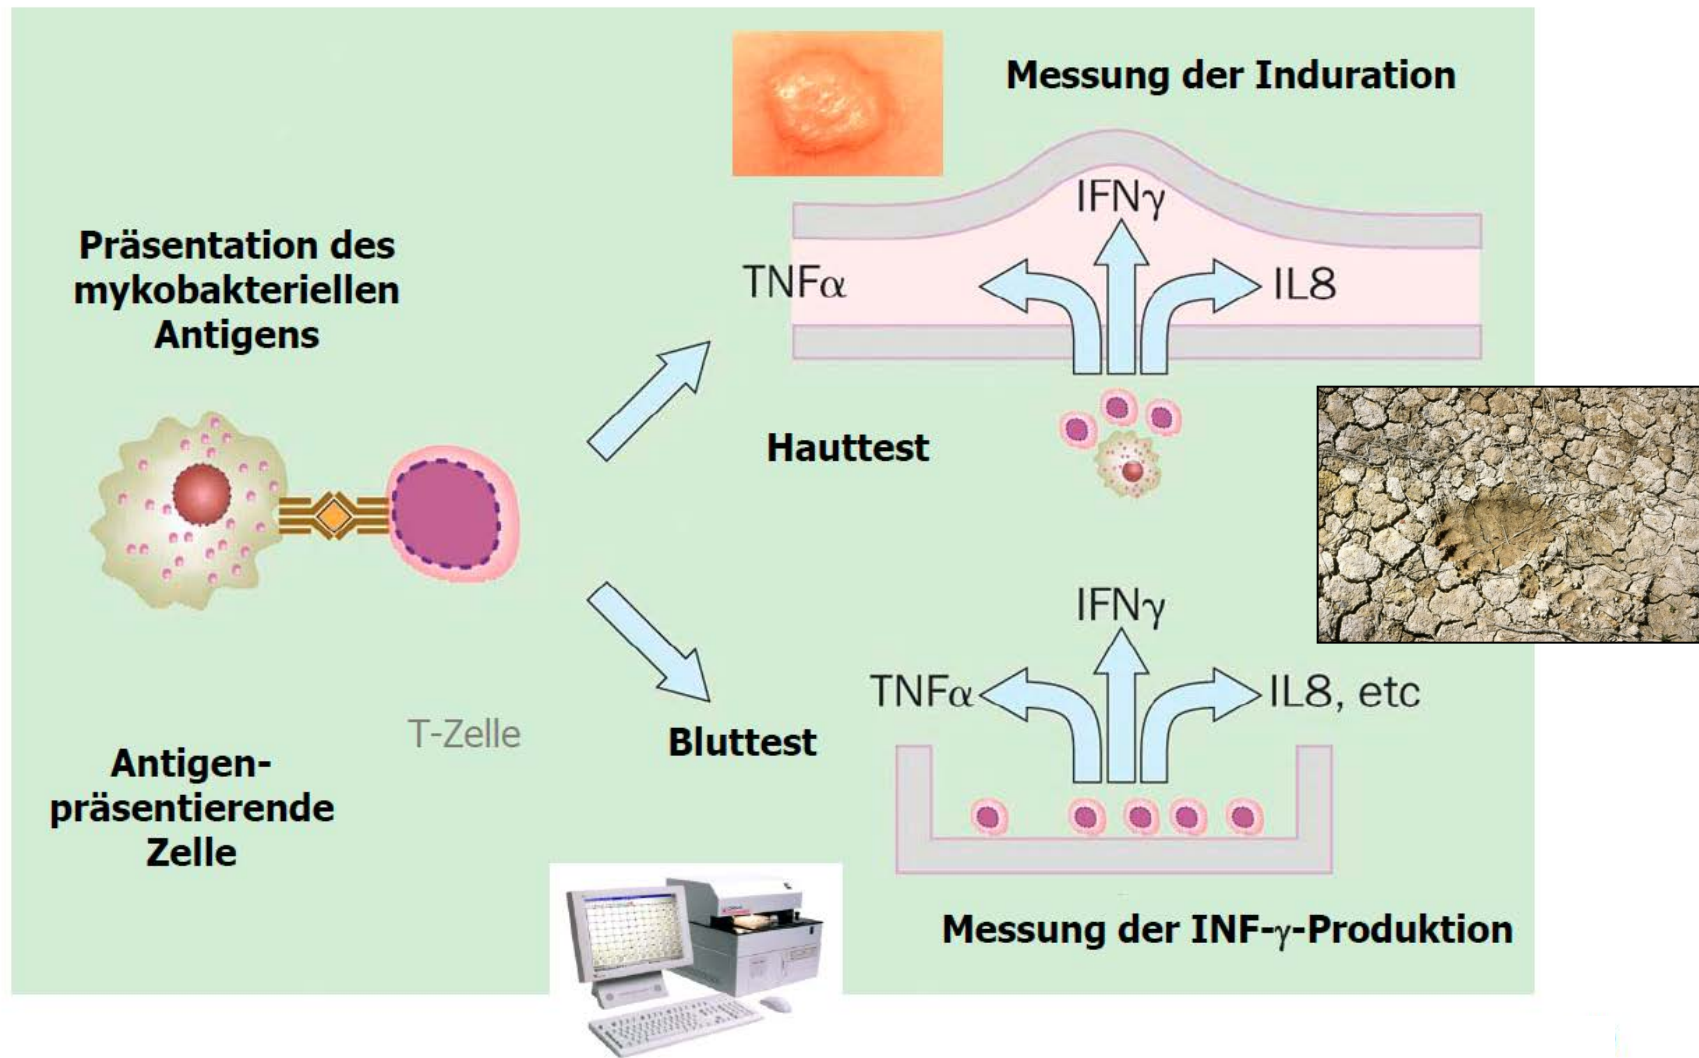 Messung der Induration
IFNγ
Präsentation des
mykobakteriellen
Antigens
TNFα
IL8
Hauttest
IFNγ
TNFα
IL8, etc
T-Zelle
Bluttest
Antigen-
präsentierende
Zelle
Messung der INF-γ-Produktion